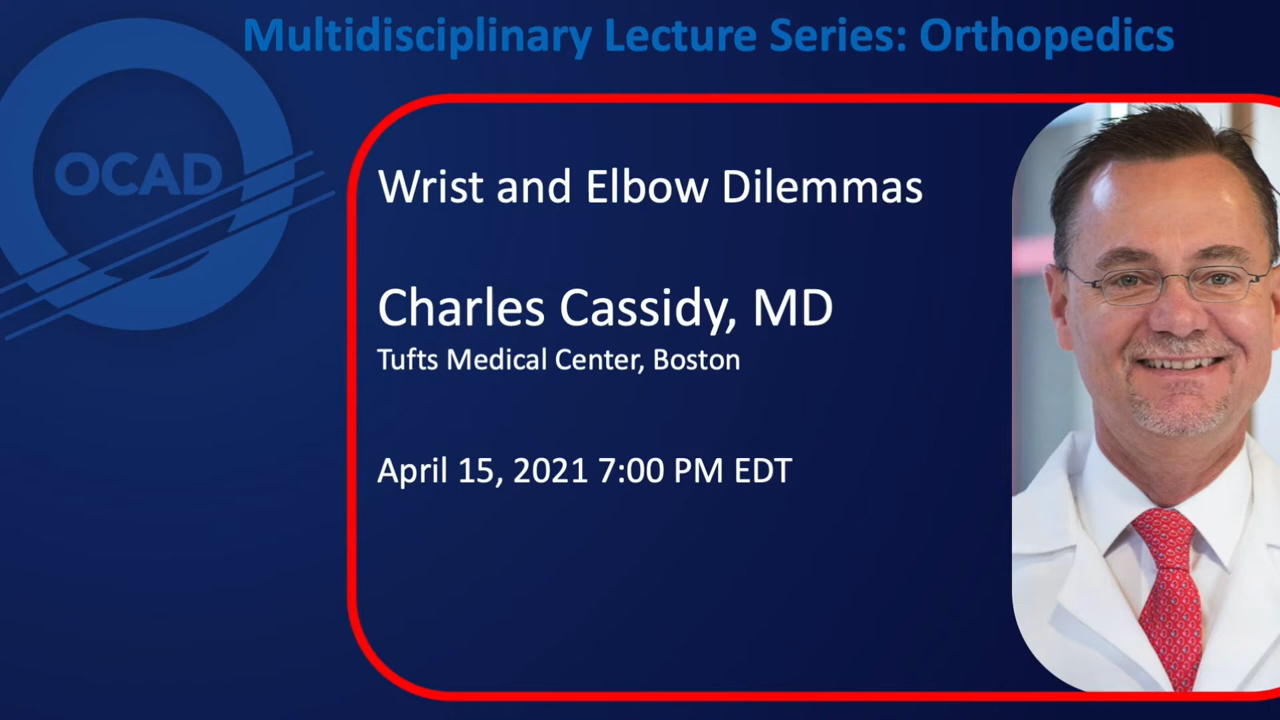 Multidisciplinary Lecture Series: Orthopedics
OCAD
Wrist and Elbow Dilemmas
Charles Cassidy, MD
Tufts Medical Center, Boston
April 15, 2021 7:00 PM EDT